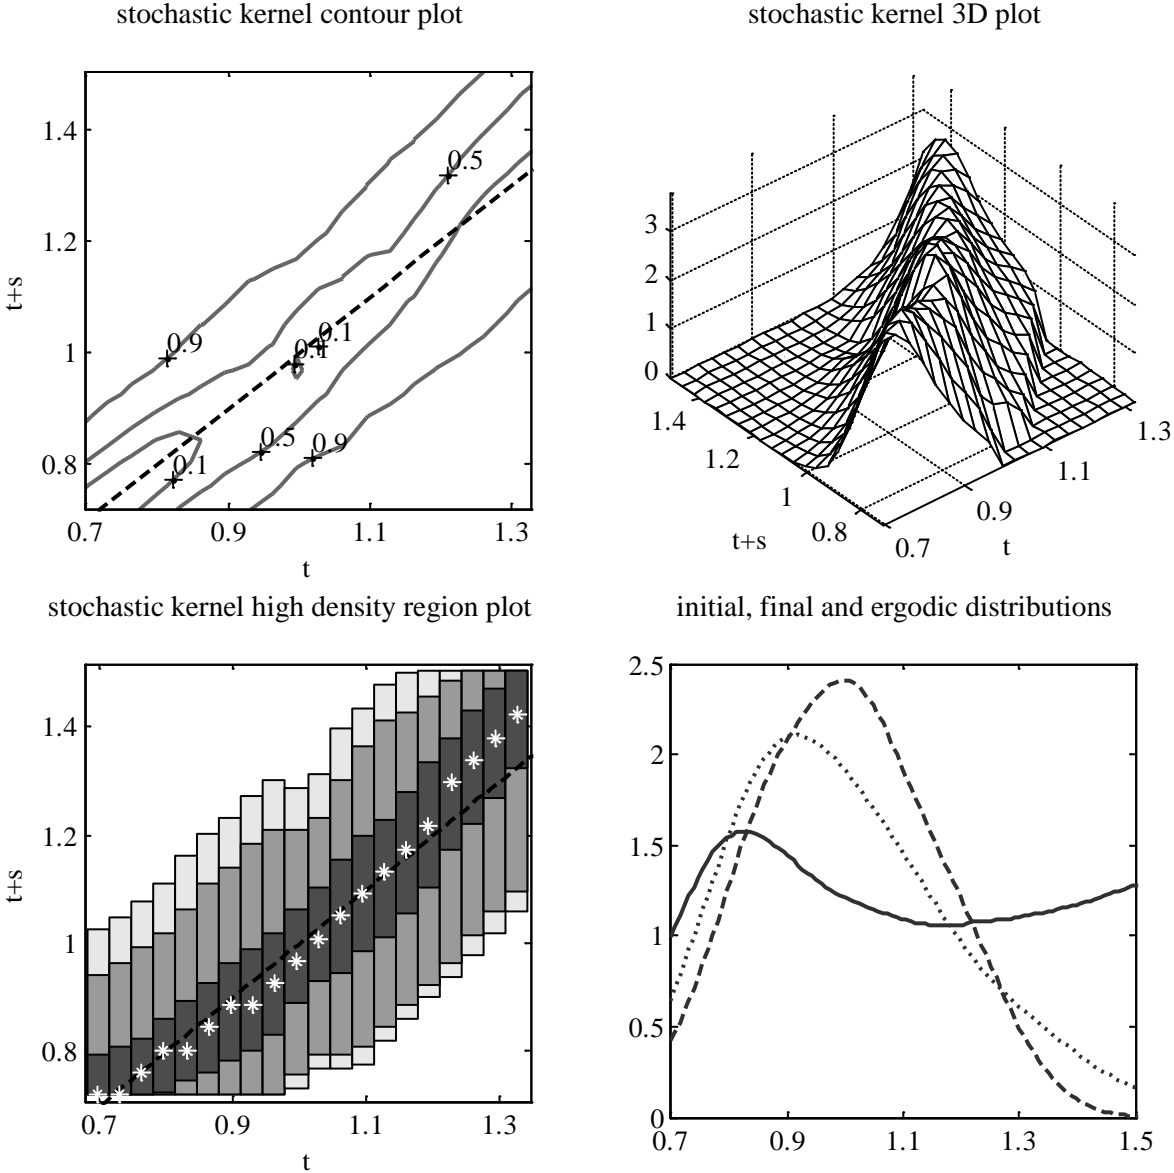 stochastic kernel contour plot
stochastic kernel 3D plot
1.4
1.2
1
0.8
t+s
0.9
0.5
0.1
0.1
0.5
0.9
0.1
0.7 0.9 1.1 1.3
t
3
2
1
0
1.4
1.2
1
0.8
t+s
0.7
0.9
1.1
1.3
t
stochastic kernel high density region plot
initial, final and ergodic distributions
1.4
1.2
1
0.8
t+s
0.7 0.9 1.1 1.3
t
2.5
2
1.5
1
0.5
0
0.7 0.9 1.1 1.3 1.5